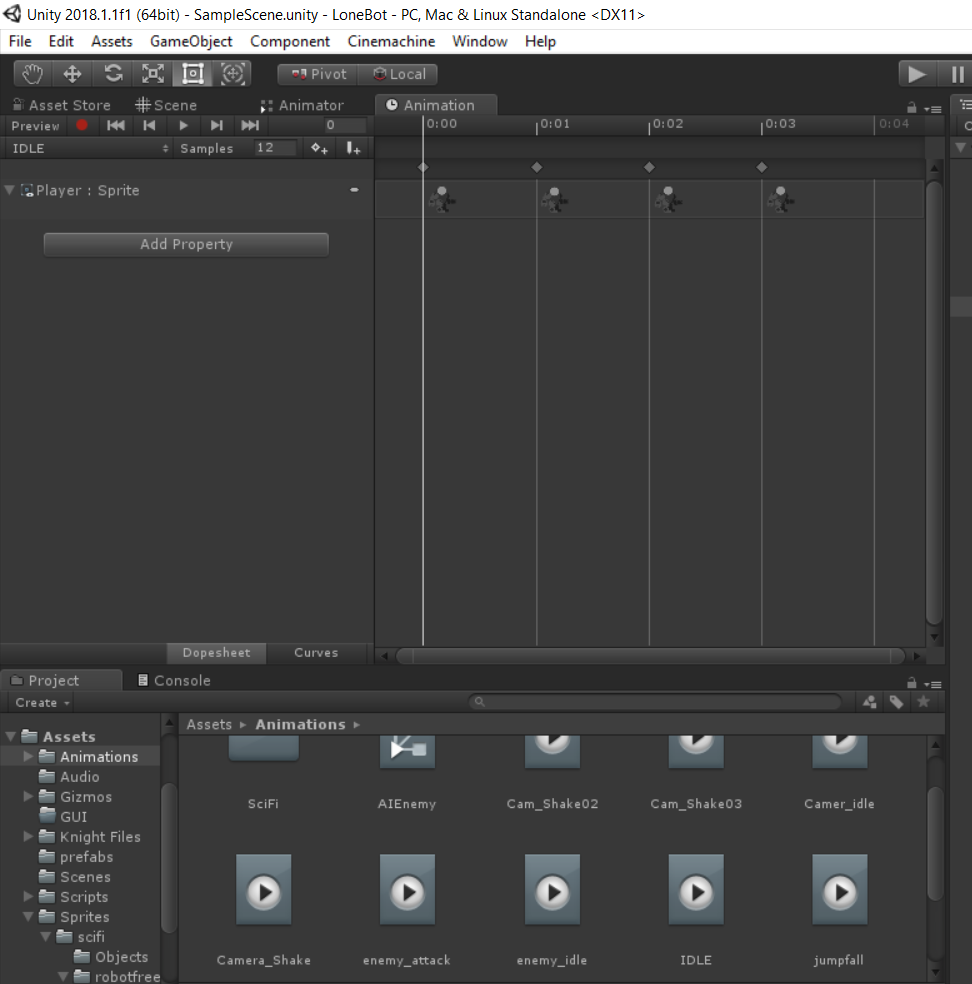 Unity 2018.1.1f1 (64bit) - SampleScene.unity - LoneBot - PC, Mac & Linux Standalone <DX11>
File Edit Assets GameObject Component Cinemachine Window Help
Pivot Local
Asset Store Scene Animator Animation
Preview 0 0:00 0:01 0:02 0:03 0:04
IDLE Samples 12
Player : Sprite
Add Property
Dopesheet Curves
Project Console
Create
Assets Animations
Assets
Animations
Audio
Gizmos
GUI
Knight Files
prefabs
Scenes
Scripts
Sprites
scifi
Objects
robotfree
SciFi AIEnemy Cam_Shake02 Cam_Shake03 Camer_idle
Camera_Shake enemy_attack enemy_idle IDLE jumpfall